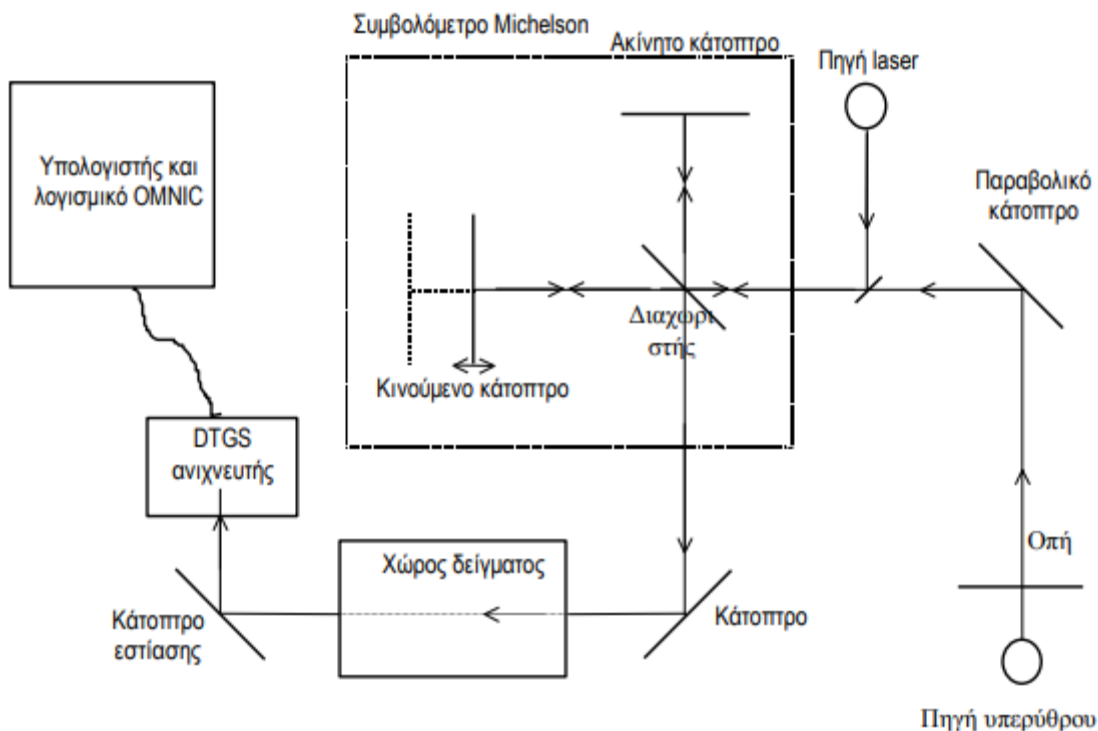 Συμβολόμετρο Michelson
Ακίνητο κάτοπτρο
Πηγή laser
Υπολογιστής και
λογισμικό OMNIC
Παραβολικό
κάτοπτρο
Διαχωρι
στής
Κινούμενο κάτοπτρο
DTGS
ανιχνευτής
Οπή
Χώρος δείγματος
Κάτοπτρο
εστίασης
Κάτοπτρο
Πηγή υπερύθρου